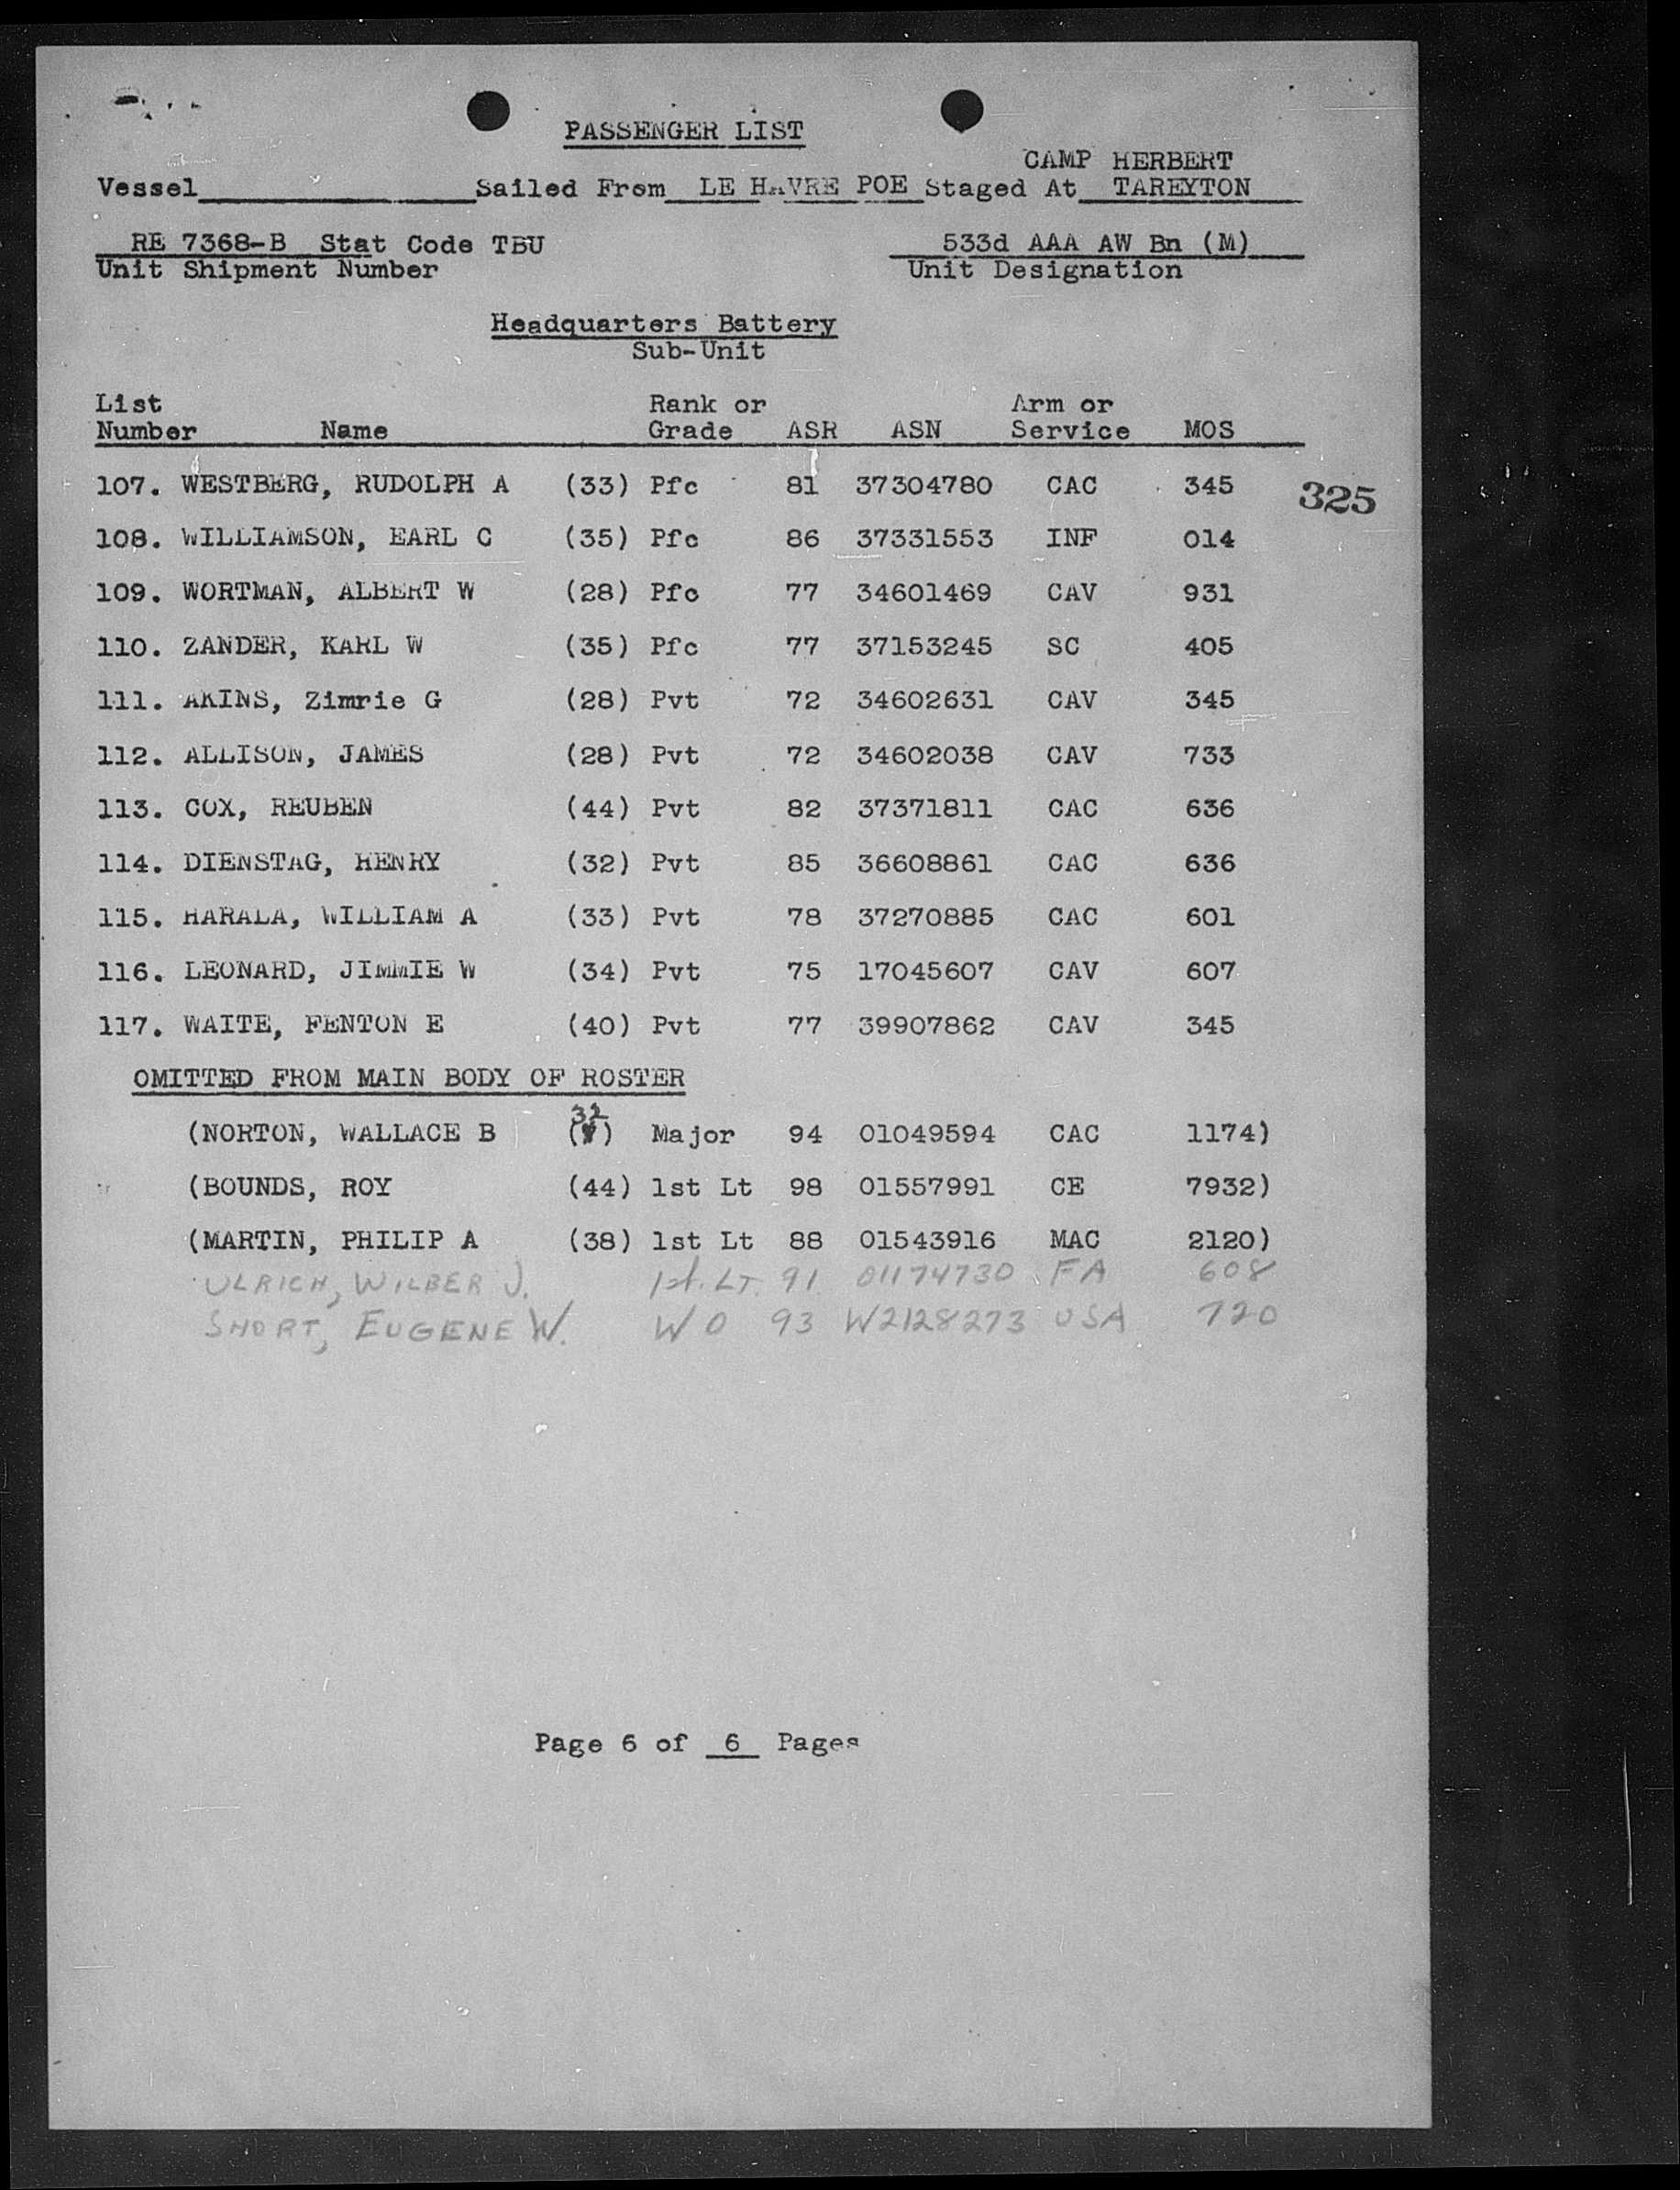 PASSENGER LIST
CAMP HERBERT
Vessel Sailed From LE HAVRE POE Staged At TAREYTON
RE 7368-B Stat Code TBU 533d AAA AW Bn (M)
Unit Shipment Number Unit Designation
Headquarters Battery
Sub-Unit
List Rank or Arm or
Number Name Grade ASR ASN Service MOS
107. WESTBERG, RUDOLPH A (33) Pfc 81 37304780 CAC 345 325
108. WILLIAMSON, EARL C (35) Pfc 86 37331553 INF 014
109. WORTMAN, ALBERT W (28) Pfc 77 34601469 CAV 931
110. ZANDER, KARL W (35) Pfc 77 37153245 SC 405
111. AKINS, Zimrie G (28) Pvt 72 34602631 CAV 345
112. ALLISON, JAMES (28) Pvt 72 34602038 CAV 733
113. COX, REUBEN (44) Pvt 82 37371811 CAC 636
114. DIENSTAG, HENRY (32) Pvt 85 36608861 CAC 636
115. HARALA, WILLIAM A (33) Pvt 78 37270885 CAC 601
116. LEONARD, JIMMIE W (34) Pvt 75 17045607 CAV 607
117. WAITE, FENTON E (40) Pvt 77 39907862 CAV 345
OMITTED FROM MAIN BODY OF ROSTER
32
(NORTON, WALLACE B ( ) Major 94 01049594 CAC 1174)
(BOUNDS, ROY (44) 1st Lt 98 01557991 CE 7932)
(MARTIN, PHILIP A (38) 1st Lt 88 01543916 MAC 2120)
ULRICH, WILBER J. 1st. LT. 91 01174730 FA 608
SHORT, EUGENE W. W O 93 W2128273 USA 720
Page 6 of 6 Pages